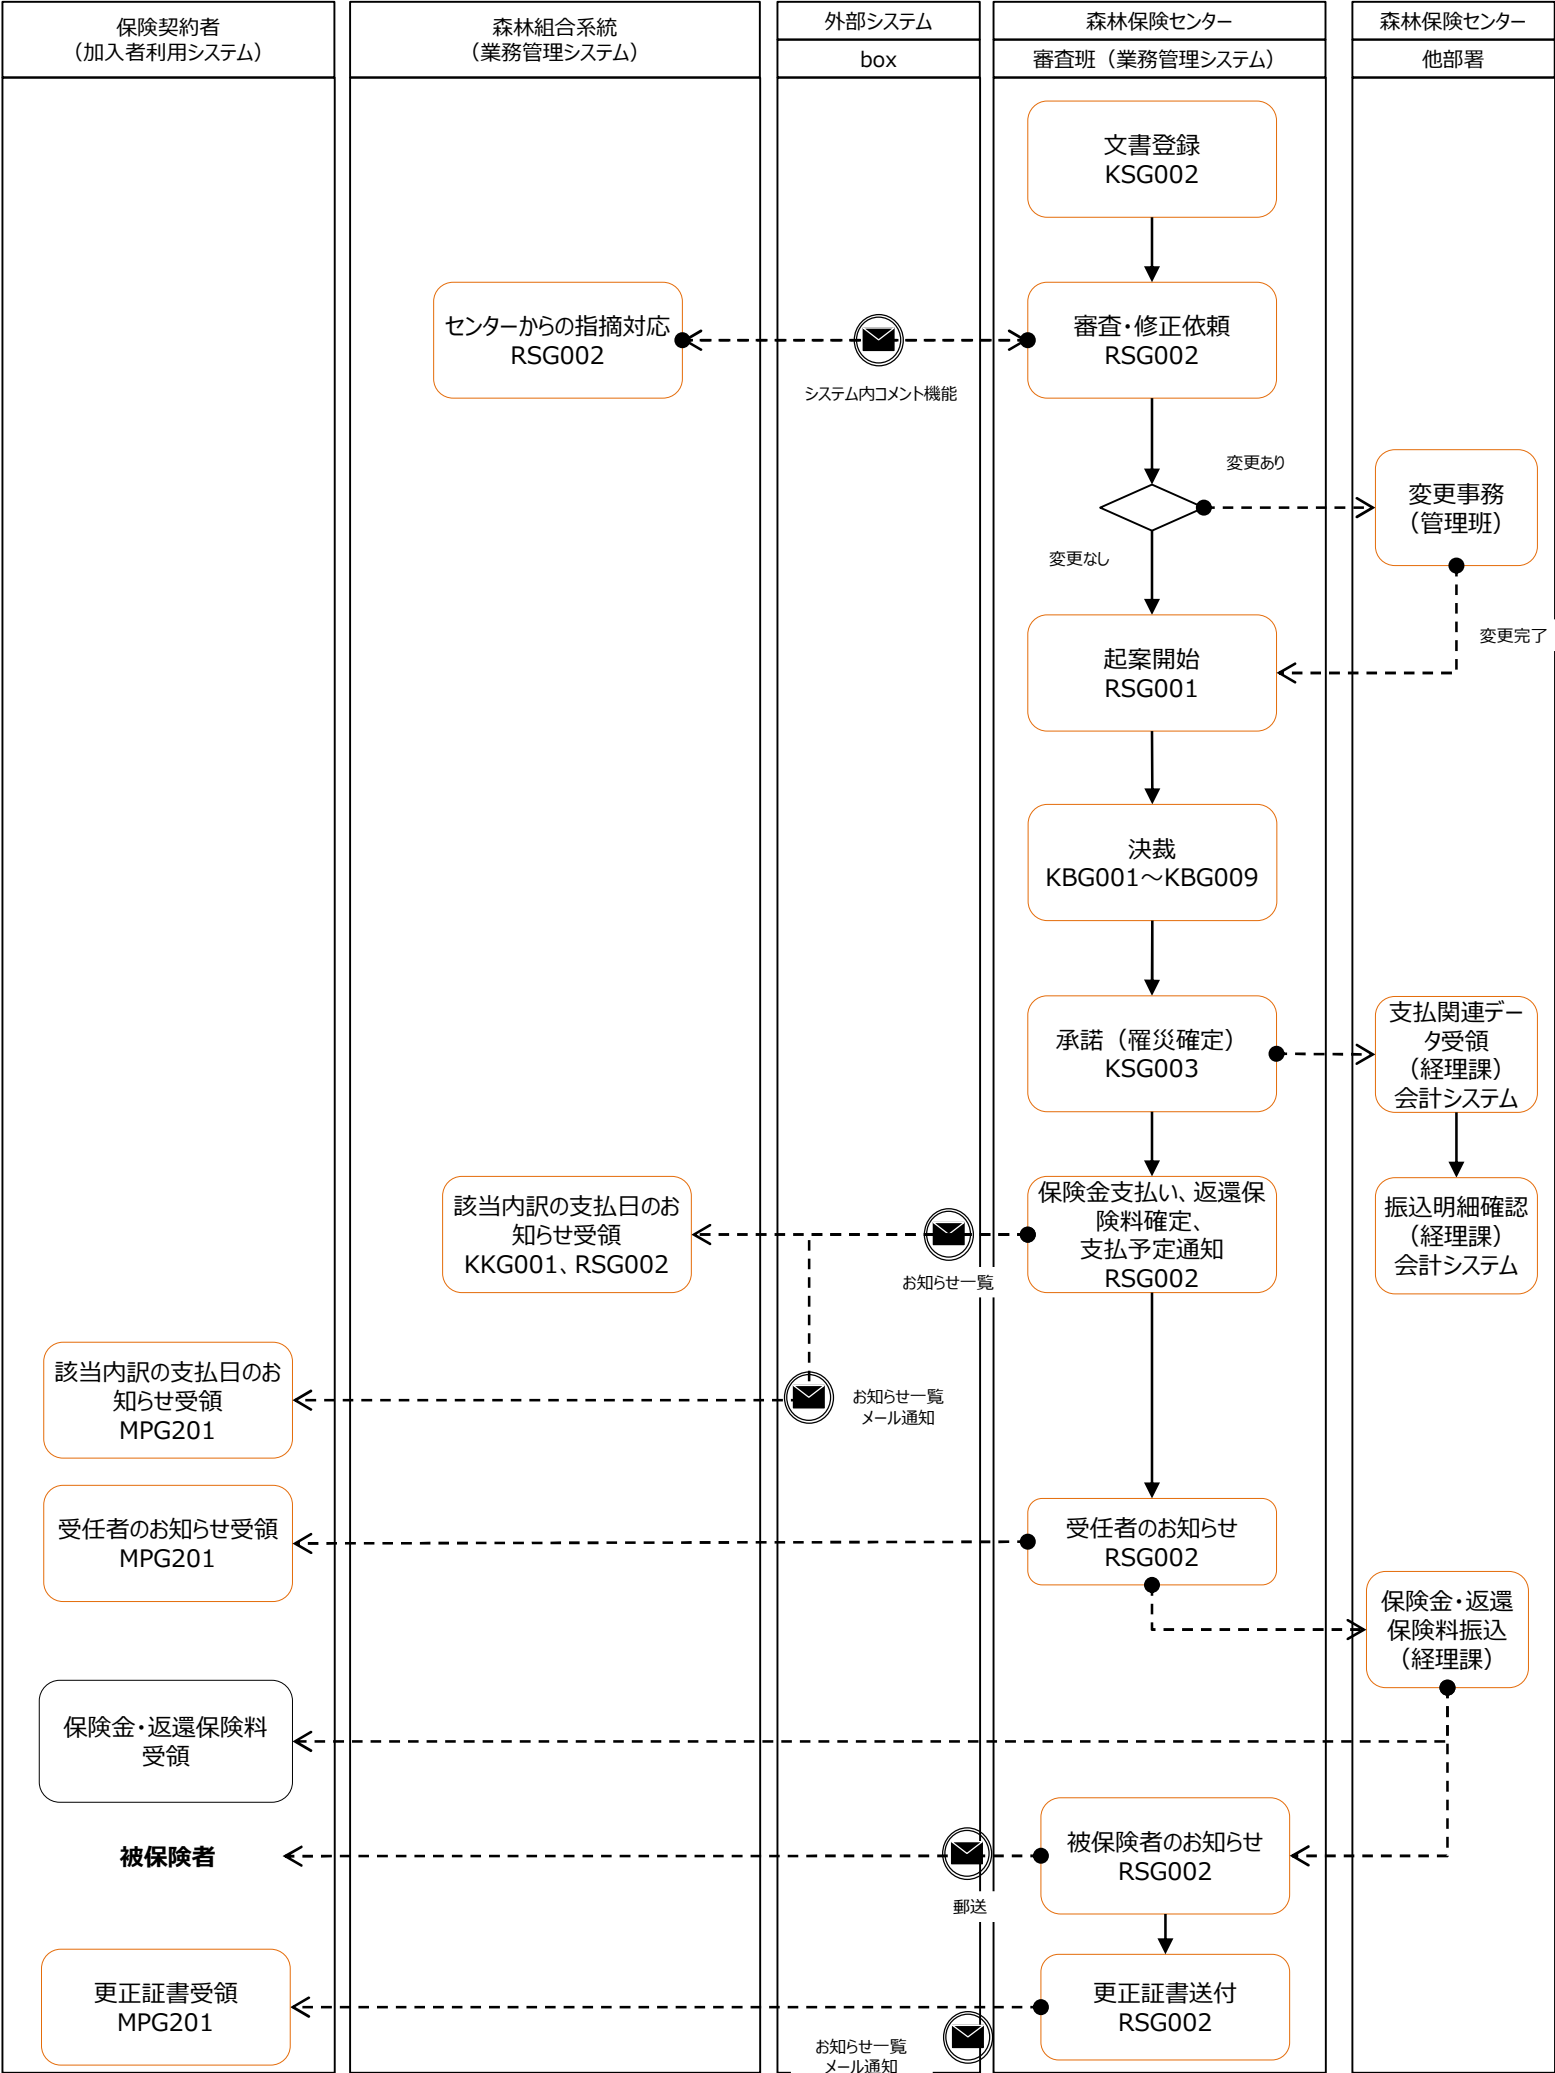 保険契約者
（加入者利用システム）
森林組合系統
（業務管理システム）
外部システム
box
森林保険センター
審査班（業務管理システム）
森林保険センター
他部署
文書登録
KSG002
センターからの指摘対応
RSG002
システム内コメント機能
審査・修正依頼
RSG002
変更あり
変更事務
（管理班）
変更なし
変更完了
起案開始
RSG001
決裁
KBG001～KBG009
承諾（罹災確定）
KSG003
支払関連デー
タ受領
（経理課）
会計システム
該当内訳の支払日のお
知らせ受領
KKG001、RSG002
お知らせ一覧
保険金支払い、返還保
険料確定、
支払予定通知
RSG002
振込明細確認
（経理課）
会計システム
該当内訳の支払日のお
知らせ受領
MPG201
お知らせ一覧
メール通知
受任者のお知らせ受領
MPG201
受任者のお知らせ
RSG002
保険金・返還
保険料振込
（経理課）
保険金・返還保険料
受領
被保険者
郵送
被保険者のお知らせ
RSG002
更正証書受領
MPG201
お知らせ一覧
メール通知
更正証書送付
RSG002